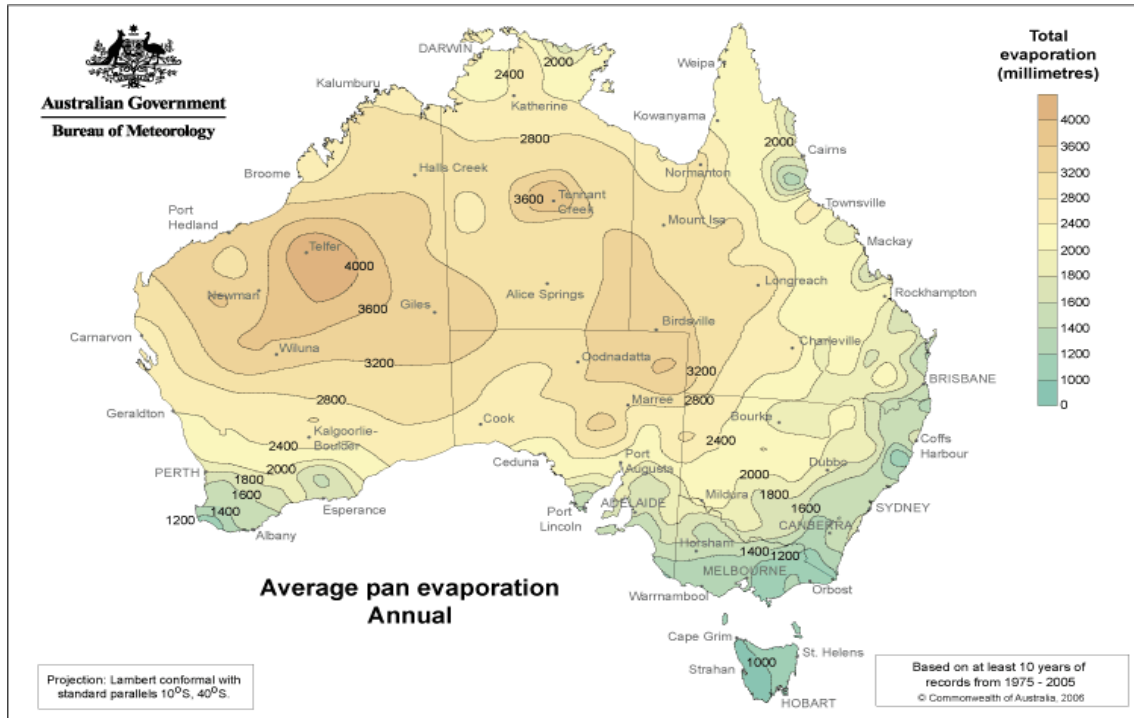 Australian Government
Bureau of Meteorology
Total
evaporation
(millimetres)
4000
3600
3200
2800
2400
2000
1800
1600
1400
1200
1000
0
DARWIN
2000
2400
Weipa
Kalumburu
Katherine
Kowanyama
2800
2000
Cairns
Halls Creek
Normanton
Broome
3600
Tennant
Creek
Townsville
Port
Hedland
Mount Isa
Mackay
Telfer
4000
Newman
Alice Springs
Longreach
Rockhampton
3600
Giles
Birdsville
Carnarvon
Wiluna
3200
Oodnadatta
3200
Charleville
BRISBANE
2800
Marree
2800
Geraldton
Cook
Bourke
Kalgoorlie-
Boulder
2400
2400
Coffs
Harbour
PERTH
2000
Ceduna
Port
Augusta
2000
Dubbo
1800
1600
Mildura
1800
Esperance
ADELAIDE
1600
SYDNEY
1200
1400
Port
Lincoln
CANBERRA
Albany
Horsham
1400
1200
MELBOURNE
Orbost
Warrnambool
Average pan evaporation
Annual
Cape Grim
St. Helens
Strahan
1000
HOBART
Projection: Lambert conformal with
standard parallels 10°S, 40°S.
Based on at least 10 years of
records from 1975 - 2005
© Commonwealth of Australia, 2006